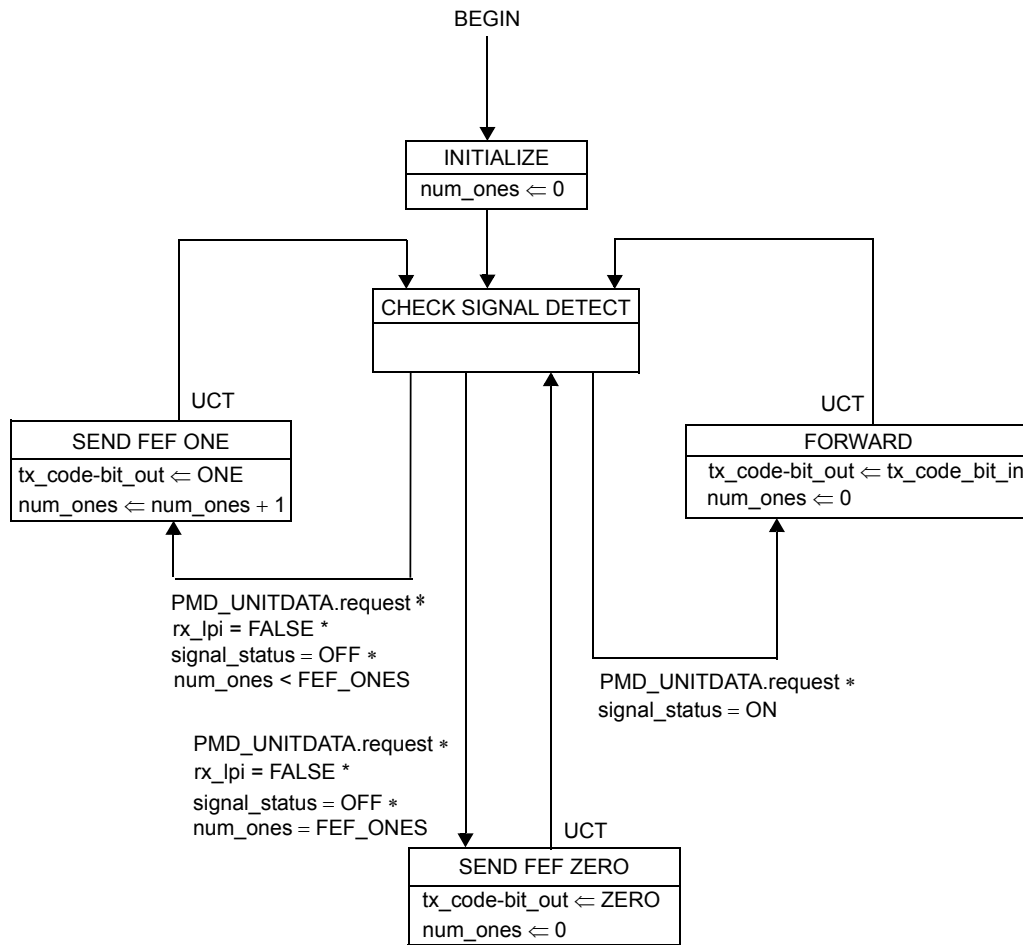 BEGIN
INITIALIZE
num_ones ⇐ 0
CHECK SIGNAL DETECT
UCT
SEND FEF ONE
tx_code-bit_out ⇐ ONE
num_ones ⇐ num_ones + 1
UCT
FORWARD
tx_code-bit_out ⇐ tx_code_bit_in
num_ones ⇐ 0
PMD_UNITDATA.request *
rx_lpi = FALSE *
signal_status = OFF *
num_ones < FEF_ONES
PMD_UNITDATA.request *
signal_status = ON
PMD_UNITDATA.request *
rx_lpi = FALSE *
signal_status = OFF *
num_ones = FEF_ONES
UCT
SEND FEF ZERO
tx_code-bit_out ⇐ ZERO
num_ones ⇐ 0